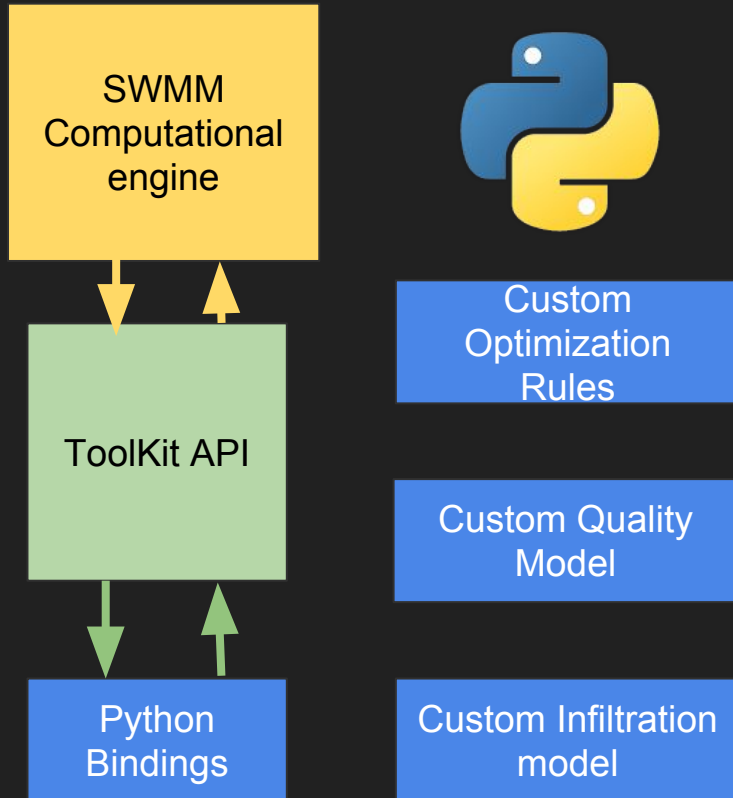 SWMM
Computational
engine
ToolKit API
Python
Bindings
Custom
Optimization
Rules
Custom Quality
Model
Custom Infiltration
model